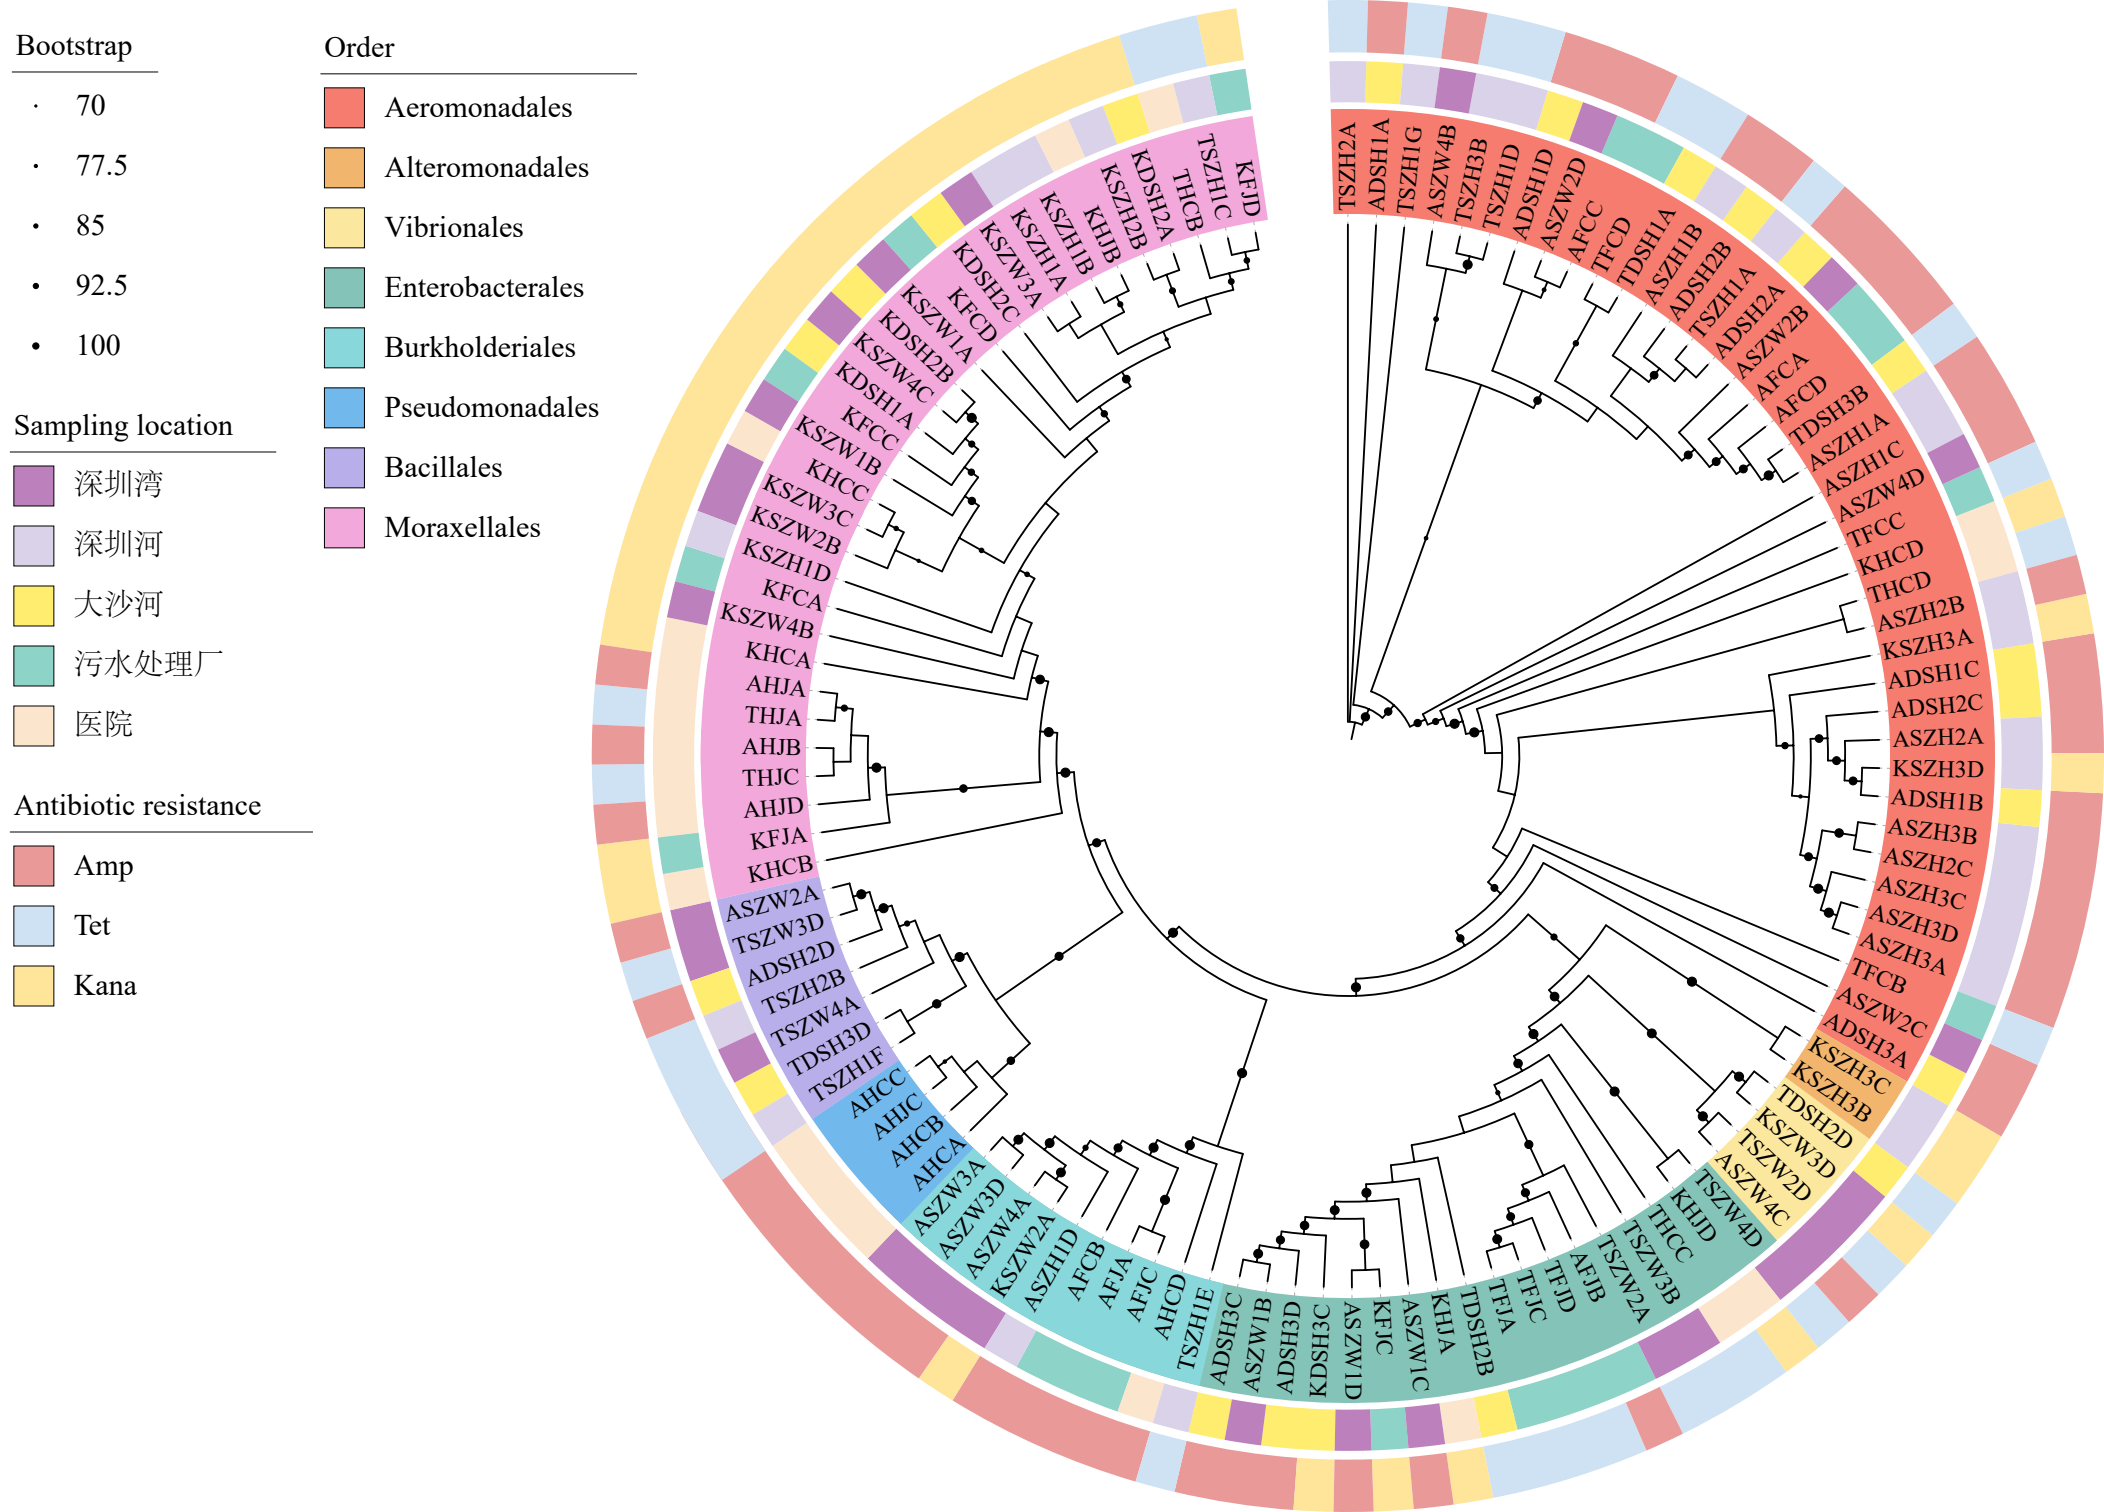 Bootstrap
70
77.5
85
92.5
100
Sampling location
深圳湾
深圳河
大沙河
污水处理厂
医院
Antibiotic resistance
Amp
Tet
Kana
Order
Aeromonadales
Alteromonadales
Vibrionales
Enterobacterales
Burkholderiales
Pseudomonadales
Bacillales
Moraxellales
TSZH2A
ADSH1A
TSZH1G
ASZW4B
TSZH3B
TSZH1D
ADSH1D
ASZW2D
AFCC
TFCD
TDSH1A
ASZH1B
ADSH2B
TSZH1A
ADSH2A
ASZW2B
AFCA
AFCD
TDSH3B
ASZH1A
ASZH1C
ASZW4D
TFCC
KHCD
THCD
ASZH2B
KSZH3A
ADSH1C
ADSH2C
ASZH2A
KSZH3D
ADSH1B
ASZH3B
ASZH2C
ASZH3C
ASZH3D
ASZH3A
TFCB
ASZW2C
ADSH3A
KSZH3C
KSZH3B
TDSH2D
KSZW3D
TSZW2D
ASZW4C
TSZW4D
KHJD
THCC
TSZW3B
TSZW2A
AFJB
TFJD
TFJC
TFJA
TDSH2B
KHJA
ASZW1C
KFJC
ASZW1D
KDSH3C
ADSH3D
ASZW1B
ADSH3C
TSZH1E
AHCD
AFJC
AFJA
AFCB
ASZH1D
KSZW2A
ASZW4A
ASZW3D
ASZW3A
AHCA
AHCB
AHJC
AHCC
TSZH1F
TDSH3D
TSZW4A
TSZH2B
ADSH2D
TSZW3D
ASZW2A
KHCB
KFJA
AHJD
THJC
AHJB
THJA
AHJA
KHCA
KSZW4B
KFCA
KSZH1D
KSZW2B
KSZW3C
KHCC
KSZW1B
KFCC
KDSH1A
KSZW4C
KDSH2B
KSZW1A
KFCD
KDSH2C
KSZW3A
KSZH1A
KSZH1B
KHJB
KSZH2B
KDSH2A
THCB
TSZH1C
KFJD